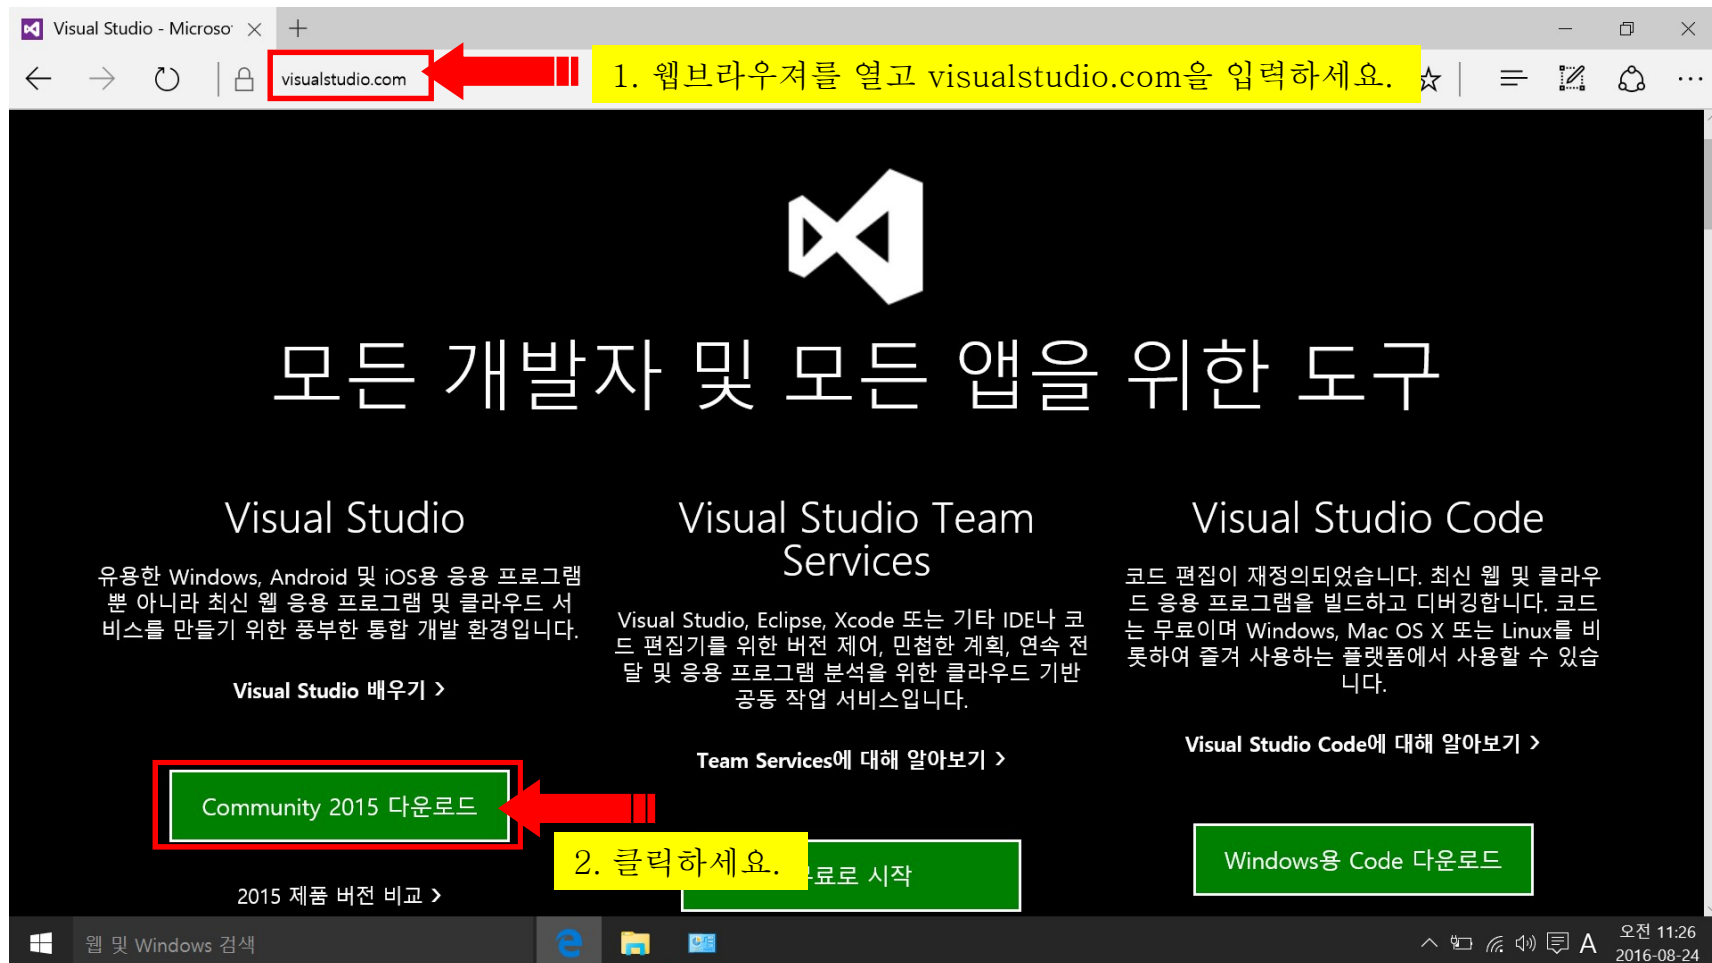 Visual Studio - Microso
visualstudio.com
1. 웹브라우져를 열고 visualstudio.com을 입력하세요.
모든 개발자 및 모든 앱을 위한 도구
Visual Studio
유용한 Windows, Android 및 iOS용 응용 프로그램
뿐 아니라 최신 웹 응용 프로그램 및 클라우드 서
비스를 만들기 위한 풍부한 통합 개발 환경입니다.
Visual Studio 배우기 >
Community 2015 다운로드
2. 클릭하세요.
2015 제품 버전 비교 >
Visual Studio Team
Services
Visual Studio, Eclipse, Xcode 또는 기타 IDE나 코
드 편집기를 위한 버전 제어, 민첩한 계획, 연속 전
달 및 응용 프로그램 분석을 위한 클라우드 기반
공동 작업 서비스입니다.
Team Services에 대해 알아보기 >
료로 시작
Visual Studio Code
코드 편집이 재정의되었습니다. 최신 웹 및 클라우
드 응용 프로그램을 빌드하고 디버깅합니다. 코드
는 무료이며 Windows, Mac OS X 또는 Linux를 비
롯하여 즐겨 사용하는 플랫폼에서 사용할 수 있습
니다.
Visual Studio Code에 대해 알아보기 >
Windows용 Code 다운로드
웹 및 Windows 검색
A
오전 11:26
2016-08-24